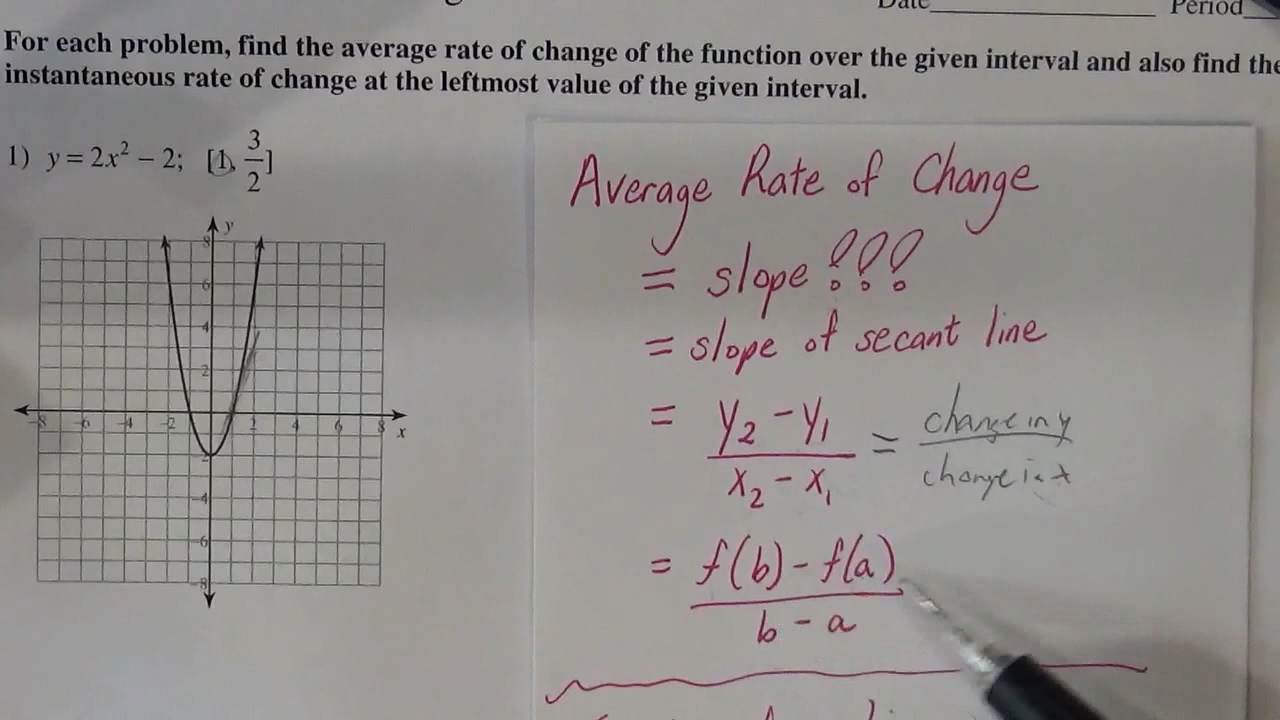 Date Period
For each problem, find the average rate of change of the function over the given interval and also find the
instantaneous rate of change at the leftmost value of the given interval.
1) y = 2x² − 2; [1, 3/2]
y
8
6
4
2
-8 -6 -4 -2 2 4 6 8 x
-2
-4
-6
-8
Average Rate of Change
= slope!!!
= slope of secant line
= y₂ - y₁ / x₂ - x₁ = change in y / change in x
= f(b) - f(a) / b - a